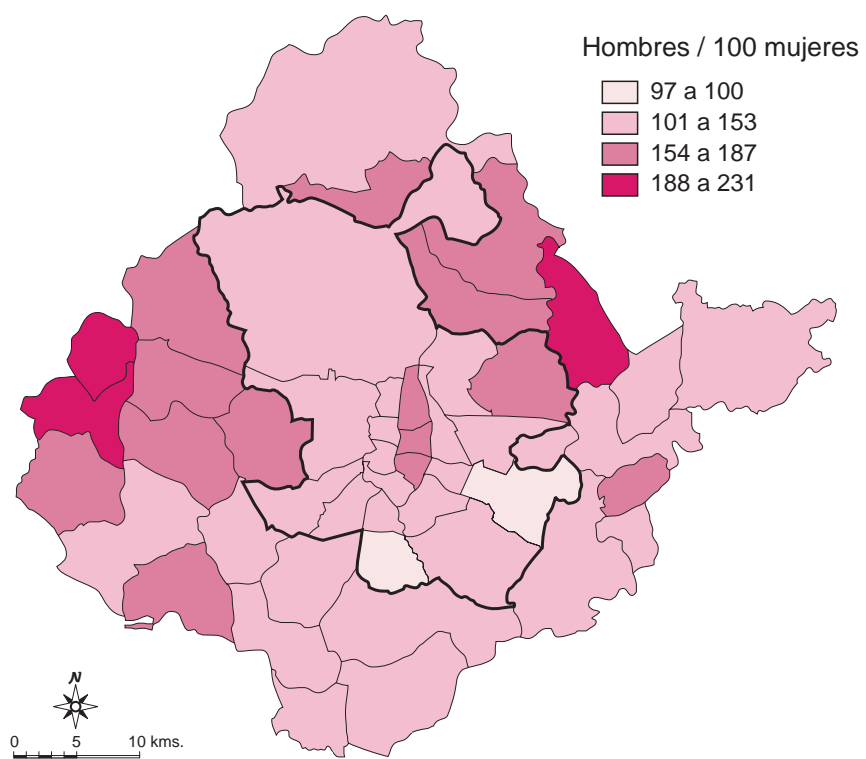 Hombres / 100 mujeres
97 a 100
101 a 153
154 a 187
188 a 231
N
0 5 10 kms.